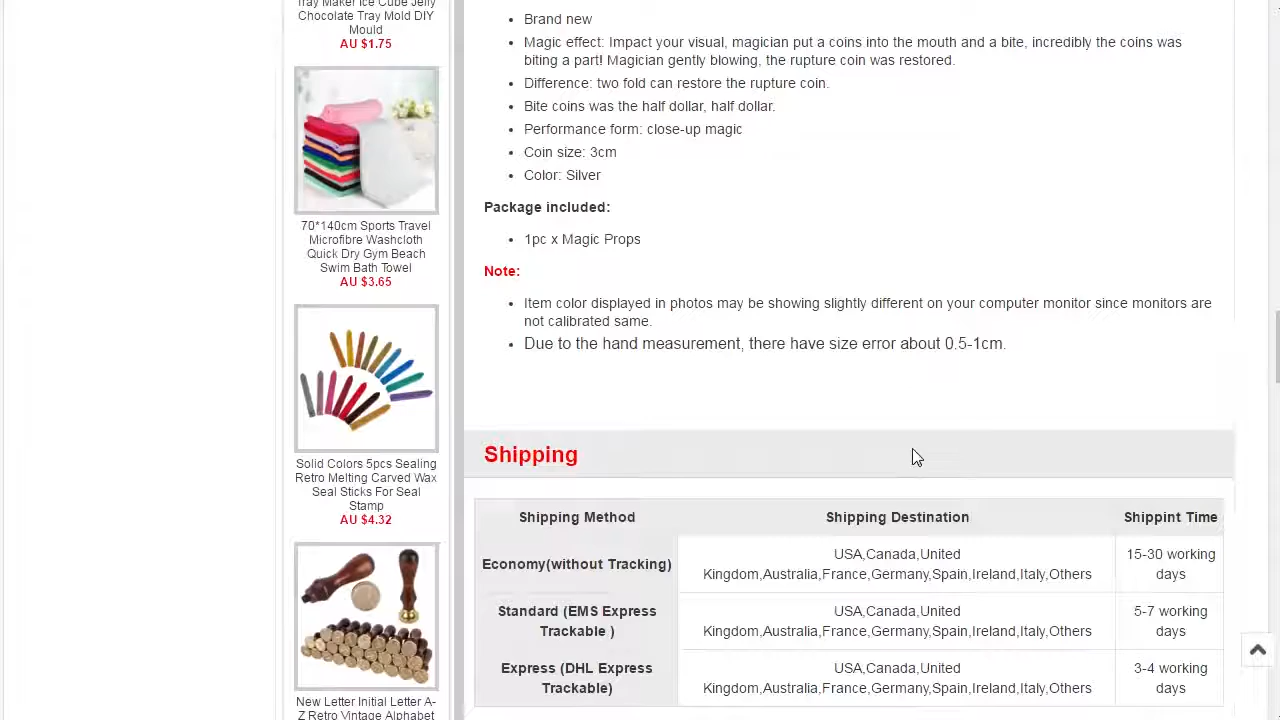 Tray Maker Ice Cube Jelly
Chocolate Tray Mold DIY
Mould
AU $1.75
70*140cm Sports Travel
Microfibre Washcloth
Quick Dry Gym Beach
Swim Bath Towel
AU $3.65
Solid Colors 5pcs Sealing
Retro Melting Carved Wax
Seal Sticks For Seal
Stamp
AU $4.32
New Letter Initial Letter A-
Z Retro Vintage Alphabet
Brand new
Magic effect: Impact your visual, magician put a coins into the mouth and a bite, incredibly the coins was
biting a part! Magician gently blowing, the rupture coin was restored.
Difference: two fold can restore the rupture coin.
Bite coins was the half dollar, half dollar.
Performance form: close-up magic
Coin size: 3cm
Color: Silver
Package included:
1pc x Magic Props
Note:
Item color displayed in photos may be showing slightly different on your computer monitor since monitors are
not calibrated same.
Due to the hand measurement, there have size error about 0.5-1cm.
Shipping
Shipping Method Shipping Destination Shippint Time
Economy(without Tracking)
USA,Canada,United
Kingdom,Australia,France,Germany,Spain,Ireland,Italy,Others
15-30 working
days
Standard (EMS Express
Trackable )
USA,Canada,United
Kingdom,Australia,France,Germany,Spain,Ireland,Italy,Others
5-7 working
days
Express (DHL Express
Trackable)
USA,Canada,United
Kingdom,Australia,France,Germany,Spain,Ireland,Italy,Others
3-4 working
days